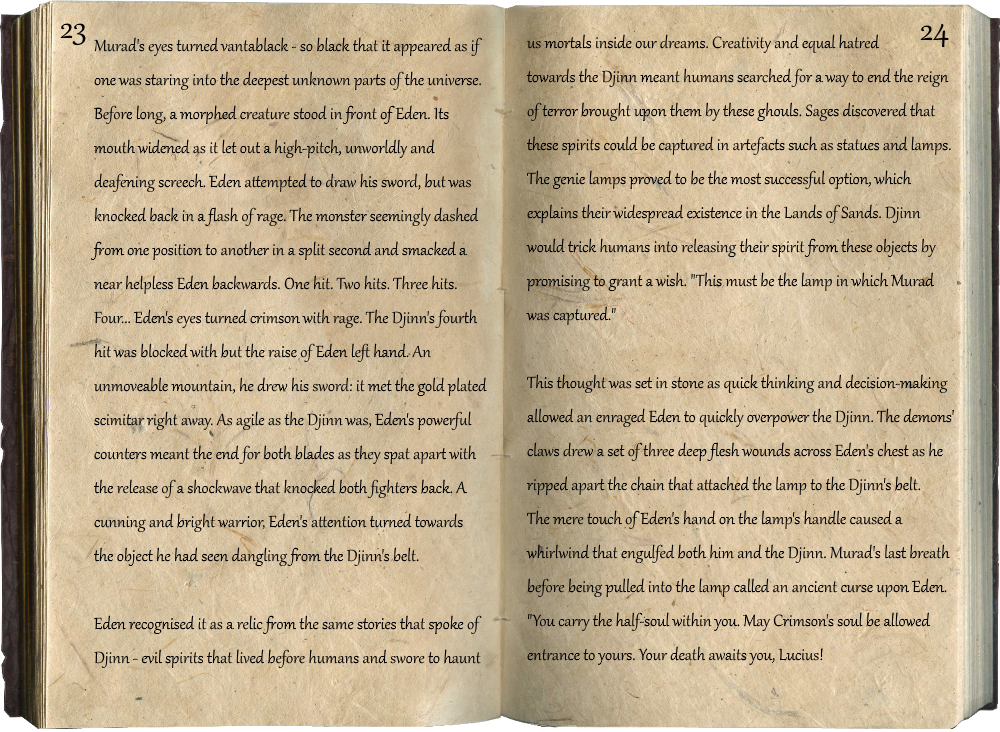 23
Murad's eyes turned vantablack - so black that it appeared as if
one was staring into the deepest unknown parts of the universe.
Before long, a morphed creature stood in front of Eden. Its
mouth widened as it let out a high-pitch, unworldly and
deafening screech. Eden attempted to draw his sword, but was
knocked back in a flash of rage. The monster seemingly dashed
from one position to another in a split second and smacked a
near helpless Eden backwards. One hit. Two hits. Three hits.
Four... Eden's eyes turned crimson with rage. The Djinn's fourth
hit was blocked with but the raise of Eden left hand. An
unmoveable mountain, he drew his sword: it met the gold plated
scimitar right away. As agile as the Djinn was, Eden's powerful
counters meant the end for both blades as they spat apart with
the release of a shockwave that knocked both fighters back. A
cunning and bright warrior, Eden's attention turned towards
the object he had seen dangling from the Djinn's belt.
Eden recognised it as a relic from the same stories that spoke of
Djinn - evil spirits that lived before humans and swore to haunt
24
us mortals inside our dreams. Creativity and equal hatred
towards the Djinn meant humans searched for a way to end the reign
of terror brought upon them by these ghouls. Sages discovered that
these spirits could be captured in artefacts such as statues and lamps.
The genie lamps proved to be the most successful option, which
explains their widespread existence in the Lands of Sands. Djinn
would trick humans into releasing their spirit from these objects by
promising to grant a wish. "This must be the lamp in which Murad
was captured."
This thought was set in stone as quick thinking and decision-making
allowed an enraged Eden to quickly overpower the Djinn. The demons'
claws drew a set of three deep flesh wounds across Eden's chest as he
ripped apart the chain that attached the lamp to the Djinn's belt.
The mere touch of Eden's hand on the lamp's handle caused a
whirlwind that engulfed both him and the Djinn. Murad's last breath
before being pulled into the lamp called an ancient curse upon Eden.
"You carry the half-soul within you. May Crimson's soul be allowed
entrance to yours. Your death awaits you, Lucius!